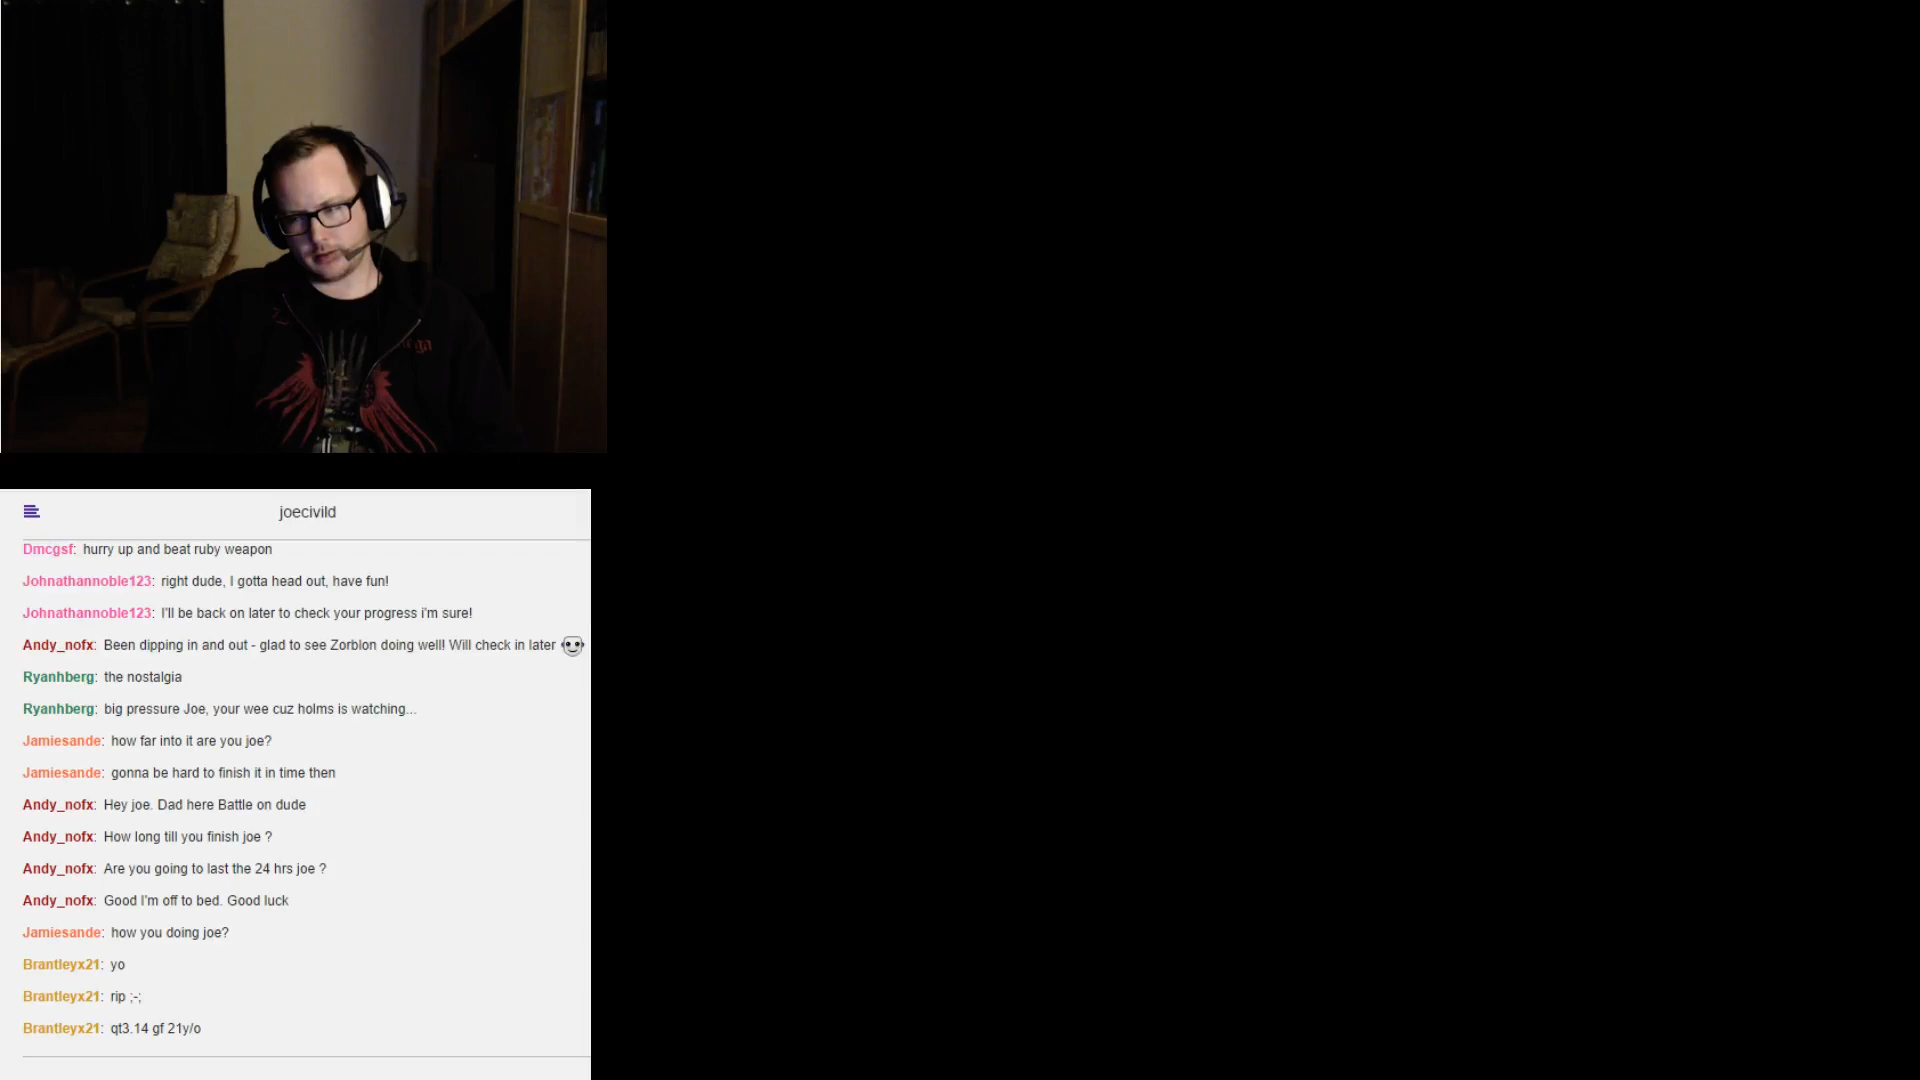 joecivild
Dmcgsf: hurry up and beat ruby weapon
Johnathannoble123: right dude, I gotta head out, have fun!
Johnathannoble123: I'll be back on later to check your progress i'm sure!
Andy_nofx: Been dipping in and out - glad to see Zorblon doing well! Will check in later
Ryanhberg: the nostalgia
Ryanhberg: big pressure Joe, your wee cuz holms is watching...
Jamiesande: how far into it are you joe?
Jamiesande: gonna be hard to finish it in time then
Andy_nofx: Hey joe. Dad here Battle on dude
Andy_nofx: How long till you finish joe ?
Andy_nofx: Are you going to last the 24 hrs joe ?
Andy_nofx: Good I'm off to bed. Good luck
Jamiesande: how you doing joe?
Brantleyx21: yo
Brantleyx21: rip ;-;
Brantleyx21: qt3.14 gf 21y/o